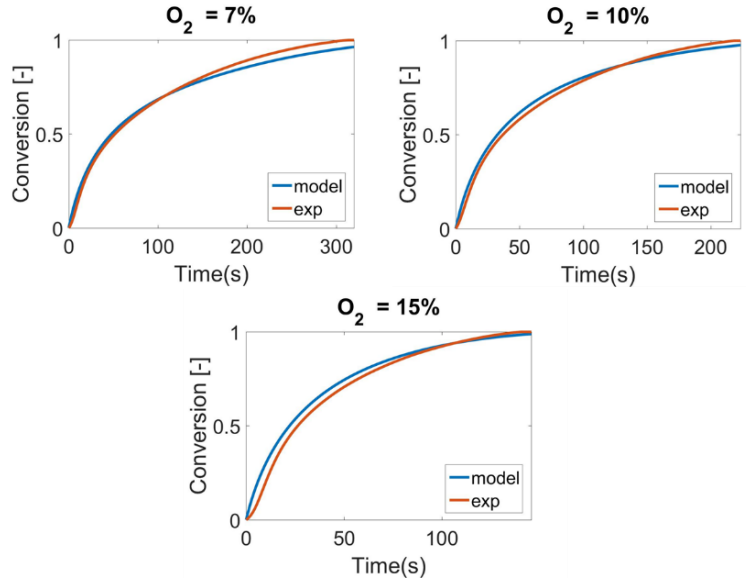 O2 = 7%
Conversion [-]
1
0.5
0
0
100
200
300
Time(s)
model
exp
O2 = 10%
Conversion [-]
1
0.5
0
0
50
100
150
200
Time(s)
model
exp
O2 = 15%
Conversion [-]
1
0.5
0
0
50
100
Time(s)
model
exp